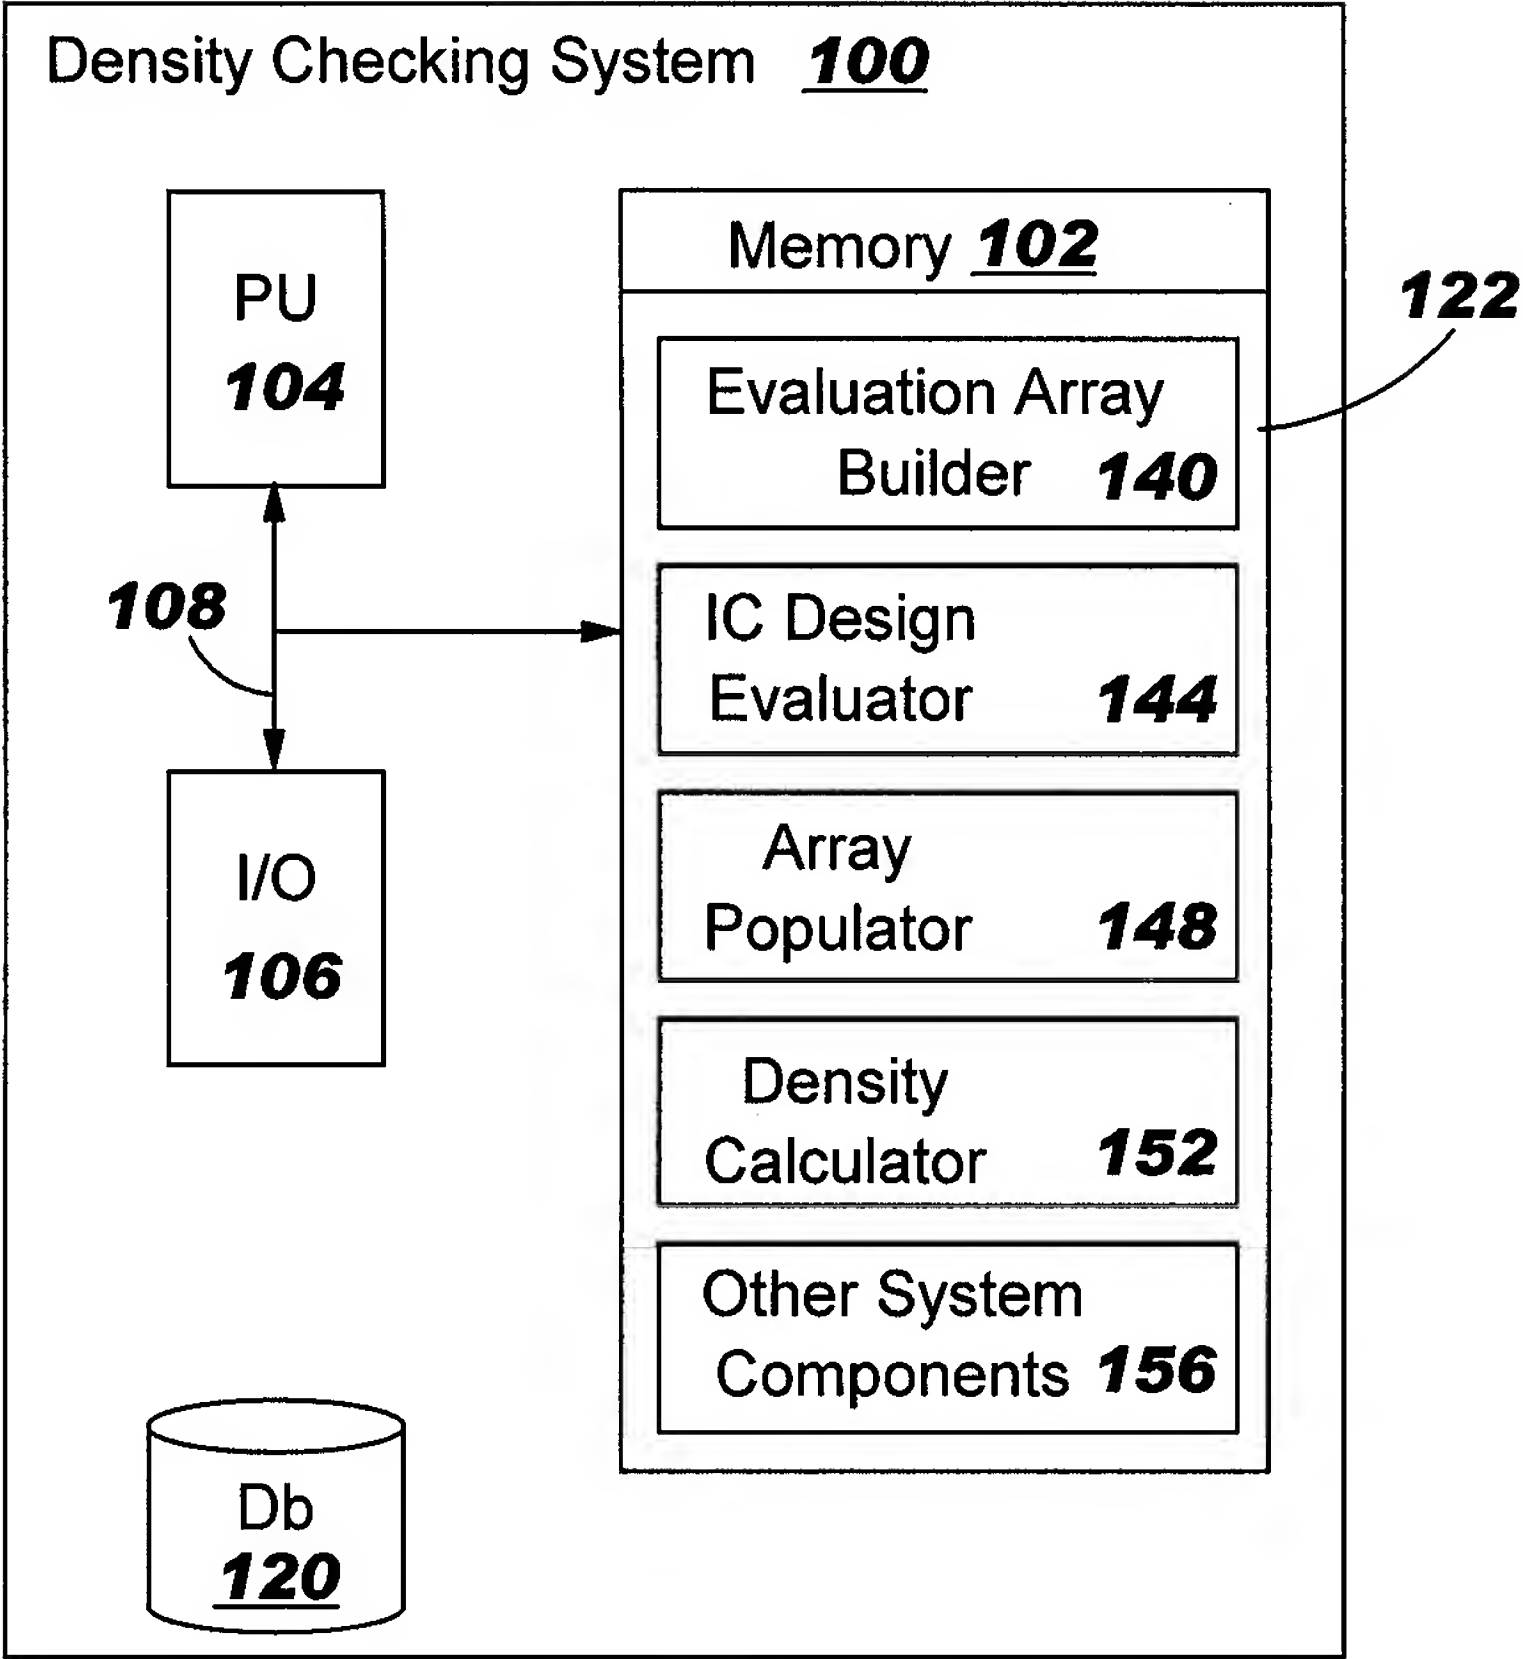 Density Checking System 100
PU
104
Memory 102
122
Evaluation Array
Builder 140
108
IC Design
Evaluator 144
I/O
106
Array
Populator 148
Density
Calculator 152
Other System
Components 156
Db
120